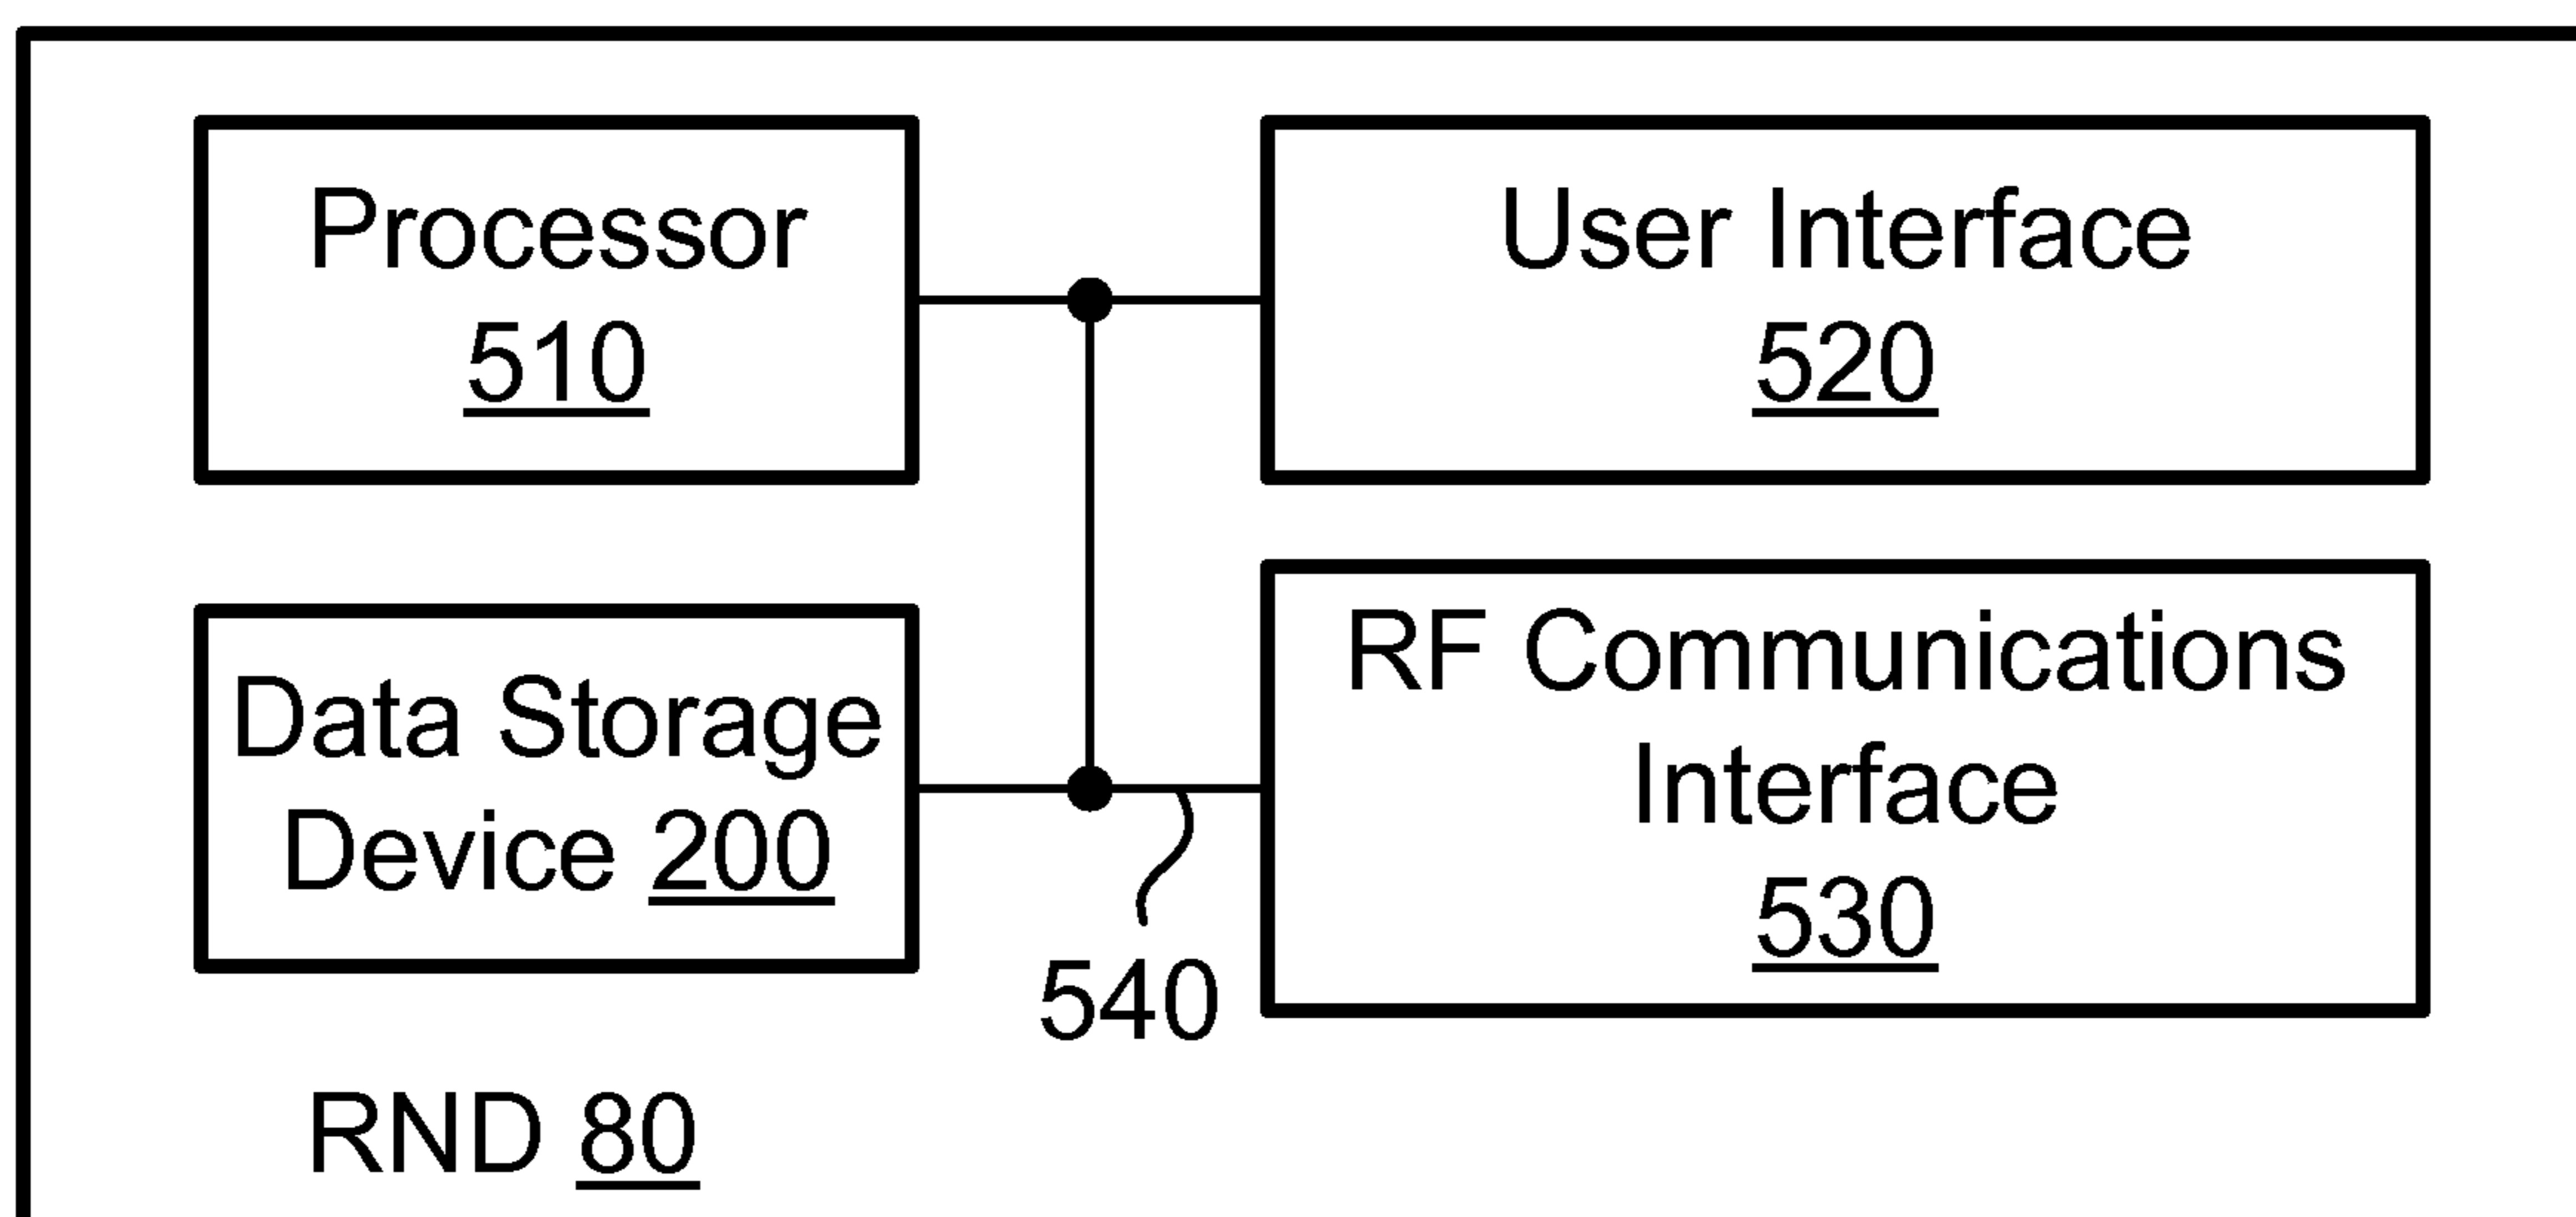 Processor
510
User Interface
520
Data Storage
Device 200
RF Communications
Interface
530
540
RND 80